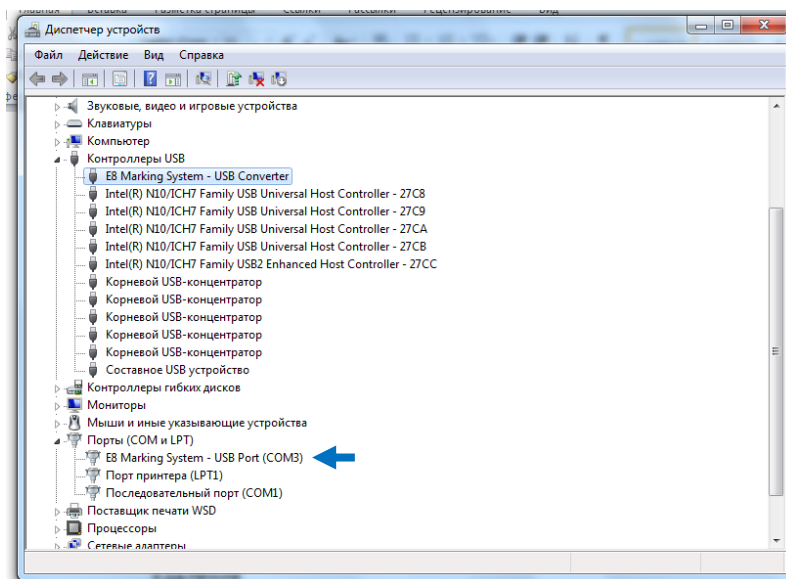 Диспетчер устройств
Файл Действие Вид Справка
Звуковые, видео и игровые устройства
Клавиатуры
Компьютер
Контроллеры USB
E8 Marking System - USB Converter
Intel(R) N10/ICH7 Family USB Universal Host Controller - 27C8
Intel(R) N10/ICH7 Family USB Universal Host Controller - 27C9
Intel(R) N10/ICH7 Family USB Universal Host Controller - 27CA
Intel(R) N10/ICH7 Family USB Universal Host Controller - 27CB
Intel(R) N10/ICH7 Family USB2 Enhanced Host Controller - 27CC
Корневой USB-концентратор
Корневой USB-концентратор
Корневой USB-концентратор
Корневой USB-концентратор
Корневой USB-концентратор
Составное USB устройство
Контроллеры гибких дисков
Мониторы
Мыши и иные указывающие устройства
Порты (COM и LPT)
E8 Marking System - USB Port (COM3)
Порт принтера (LPT1)
Последовательный порт (COM1)
Поставщик печати WSD
Процессоры
Сетевые адаптеры